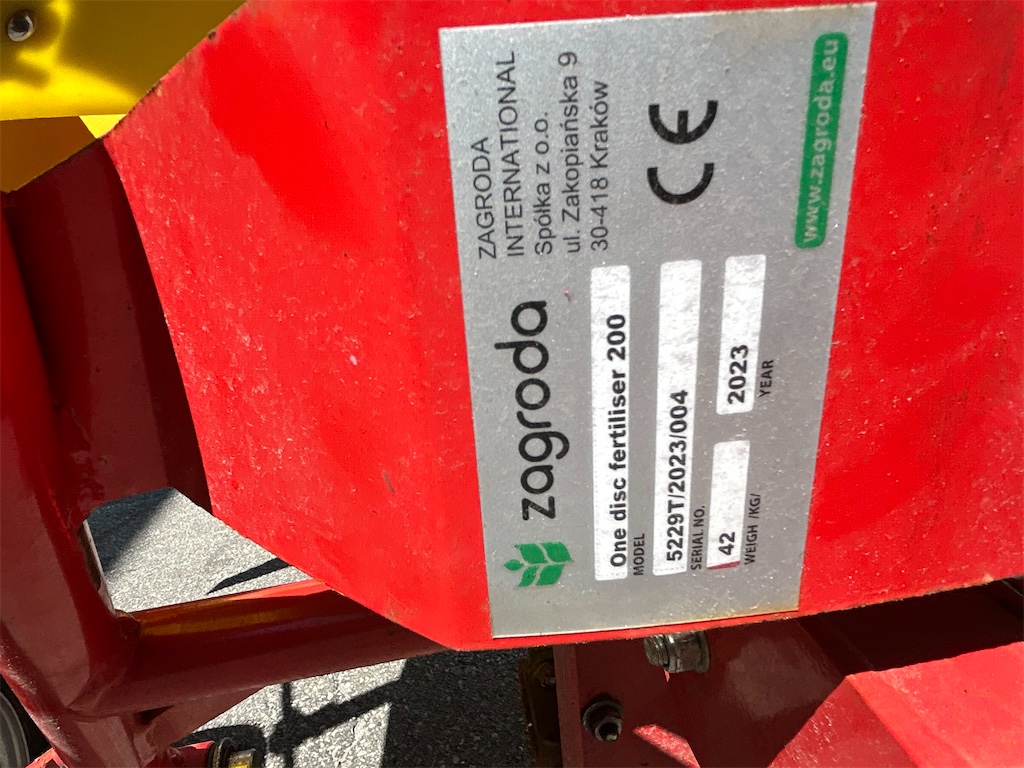 zagroda
ZAGRODA
INTERNATIONAL
Spółka z o.o.
ul. Zakopiańska 9
30-418 Kraków
One disc fertiliser 200
MODEL
5229T/2023/004
SERIAL NO.
42
WEIGH /KG/
2023
YEAR
CE
www.zagroda.eu